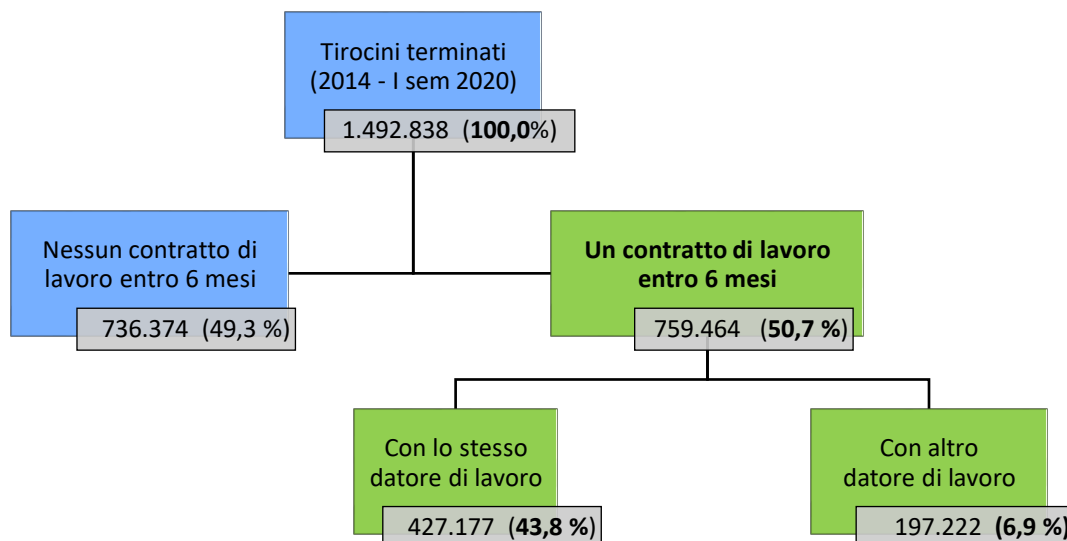 Tirocini terminati
(2014 - I sem 2020)
1.492.838 (100,0%)
Nessun contratto di
lavoro entro 6 mesi
736.374 (49,3 %)
Un contratto di lavoro
entro 6 mesi
759.464 (50,7 %)
Con lo stesso
datore di lavoro
427.177 (43,8 %)
Con altro
datore di lavoro
197.222 (6,9 %)